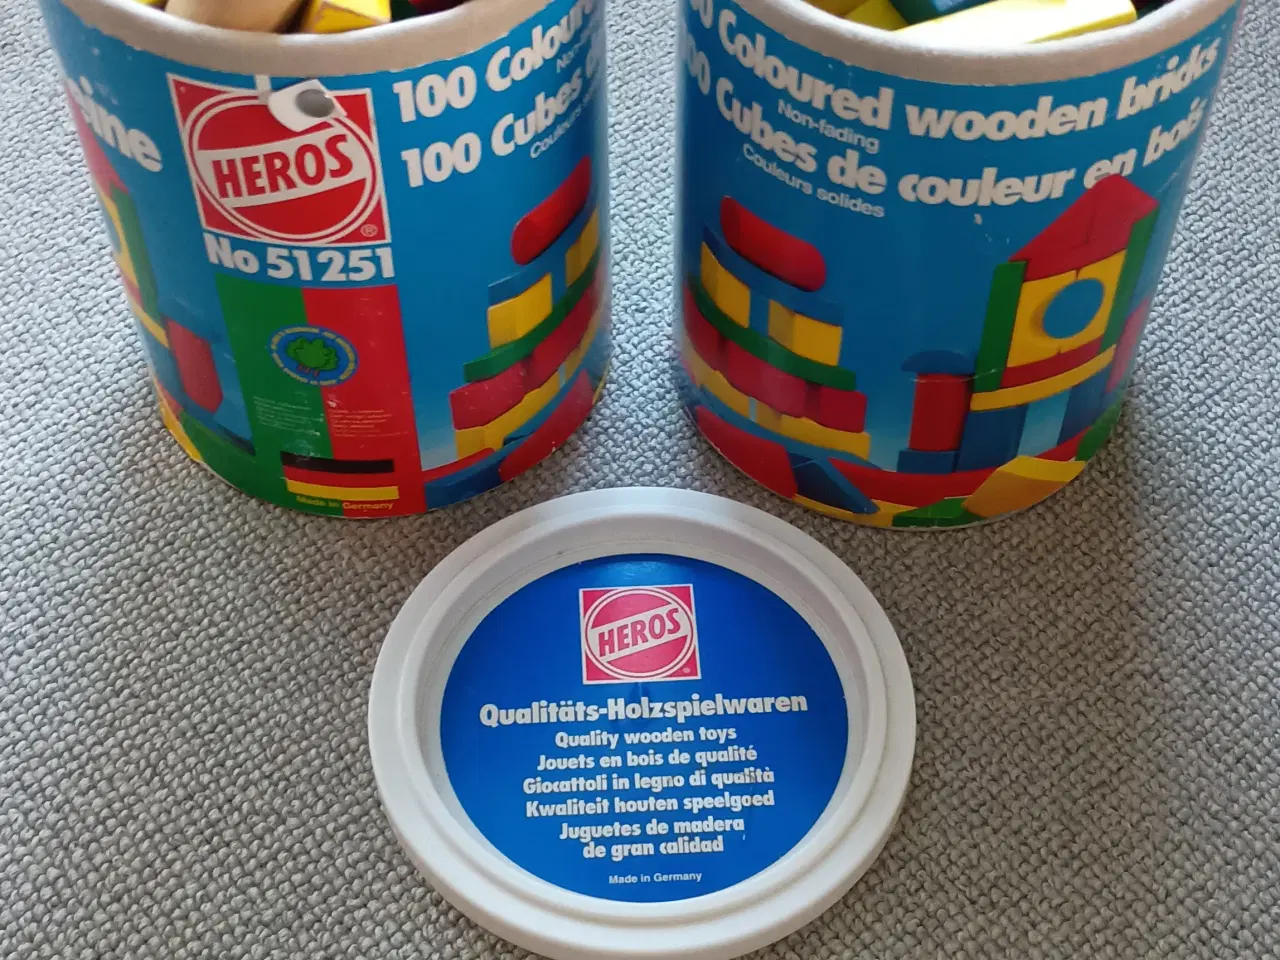 HEROS
®
No 51251
100
100 Cubes
Made in Germany
Coloured wooden bricks
Non-fading
Cubes de couleur en bois
Couleurs solides
HEROS
Qualitäts-Holzspielwaren
Quality wooden toys
Jouets en bois de qualité
Giocattoli in legno di qualità
Kwaliteit houten speelgoed
Juguetes de madera
de gran calidad
Made in Germany